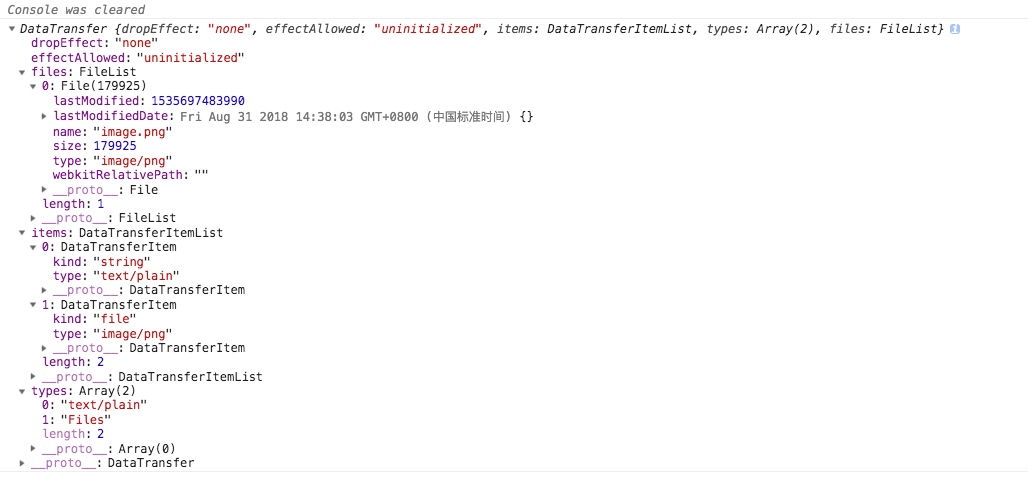 Console was cleared
DataTransfer {dropEffect: "none", effectAllowed: "uninitialized", items: DataTransferItemList, types: Array(2), files: FileList}
dropEffect: "none"
effectAllowed: "uninitialized"
files: FileList
0: File(179925)
lastModified: 1535697483990
lastModifiedDate: Fri Aug 31 2018 14:38:03 GMT+0800 (中国标准时间) {}
name: "image.png"
size: 179925
type: "image/png"
webkitRelativePath: ""
__proto__: File
length: 1
__proto__: FileList
items: DataTransferItemList
0: DataTransferItem
kind: "string"
type: "text/plain"
__proto__: DataTransferItem
1: DataTransferItem
kind: "file"
type: "image/png"
__proto__: DataTransferItem
length: 2
__proto__: DataTransferItemList
types: Array(2)
0: "text/plain"
1: "Files"
length: 2
__proto__: Array(0)
__proto__: DataTransfer